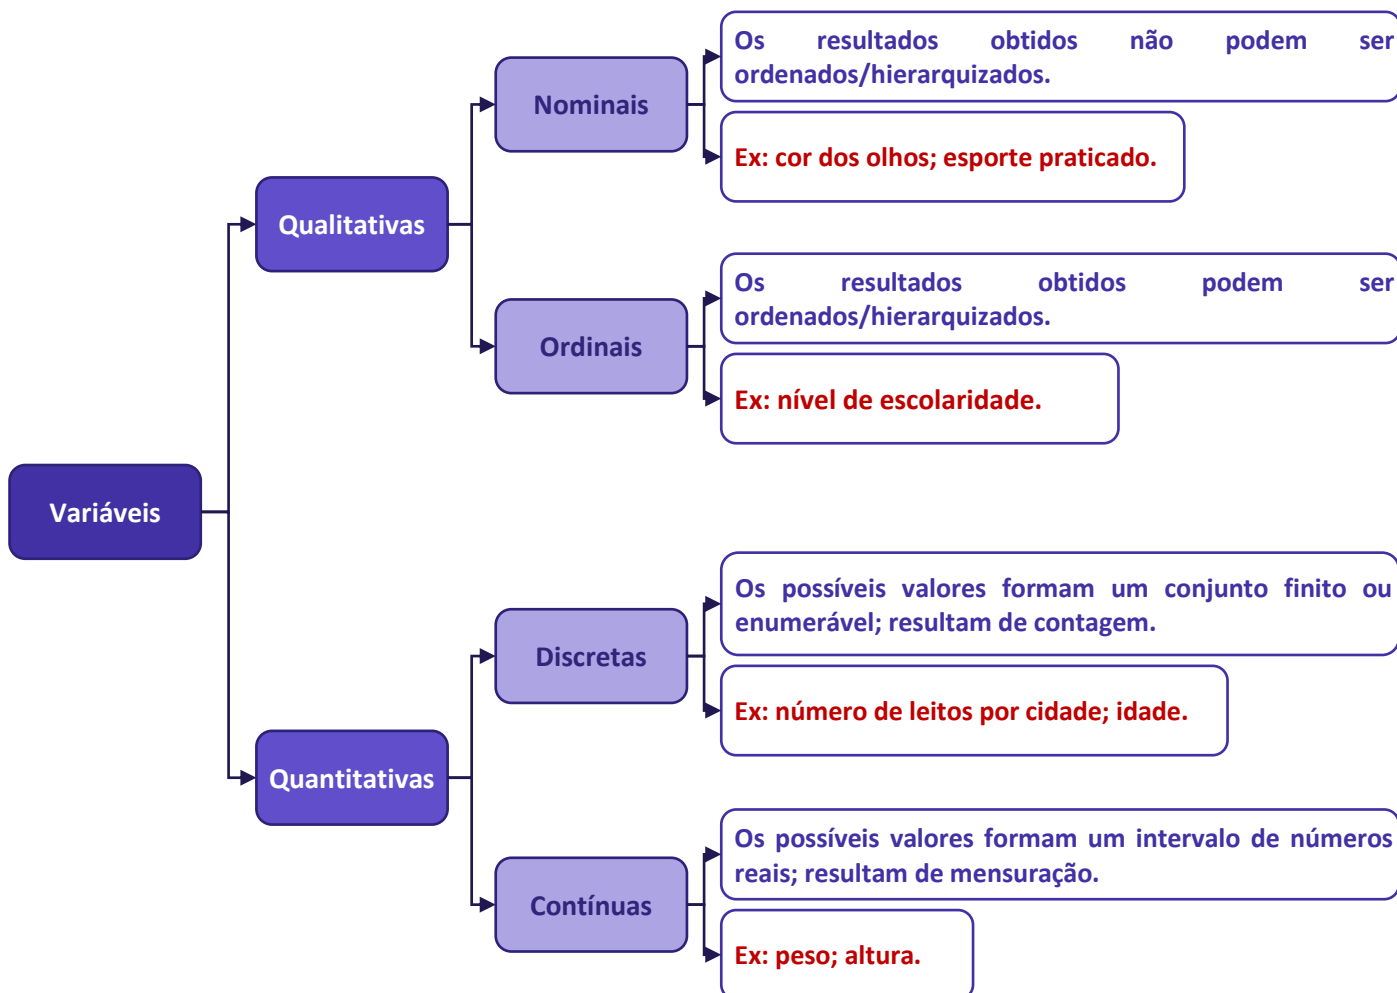 Os resultados obtidos não podem ser
ordenados/hierarquizados.
Nominais
Ex: cor dos olhos; esporte praticado.
Qualitativas
Os resultados obtidos podem ser
ordenados/hierarquizados.
Ordinais
Ex: nível de escolaridade.
Variáveis
Os possíveis valores formam um conjunto finito ou
enumerável; resultam de contagem.
Discretas
Ex: número de leitos por cidade; idade.
Quantitativas
Os possíveis valores formam um intervalo de números
reais; resultam de mensuração.
Contínuas
Ex: peso; altura.